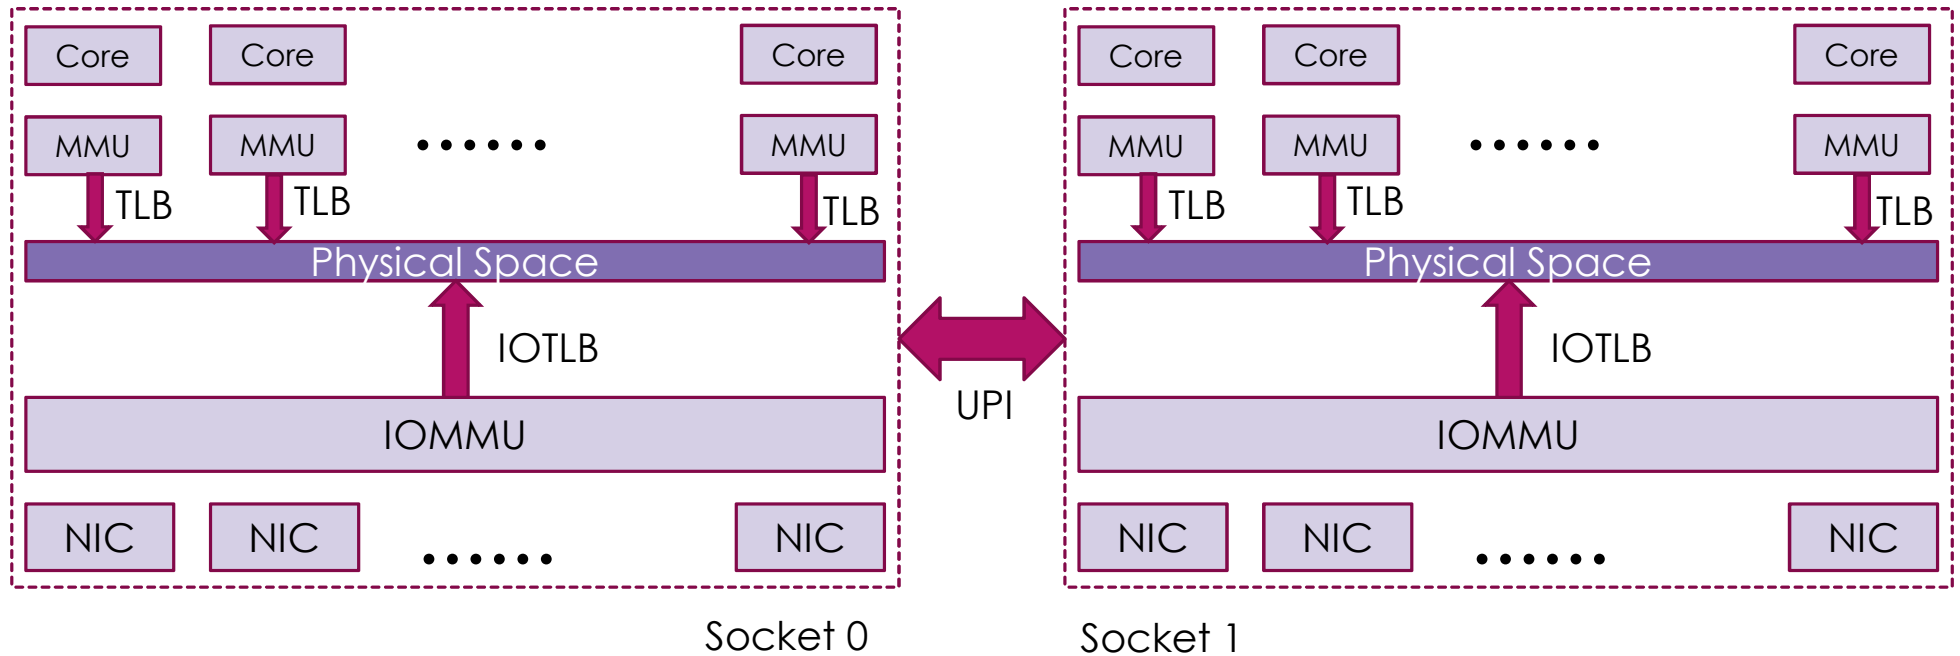 Core Core Core Core Core Core
MMU MMU ...... MMU MMU MMU ...... MMU
TLB TLB TLB TLB TLB TLB
Physical Space Physical Space
IOTLB IOTLB
UPI
IOMMU IOMMU
NIC NIC ...... NIC NIC NIC ...... NIC
Socket 0 Socket 1